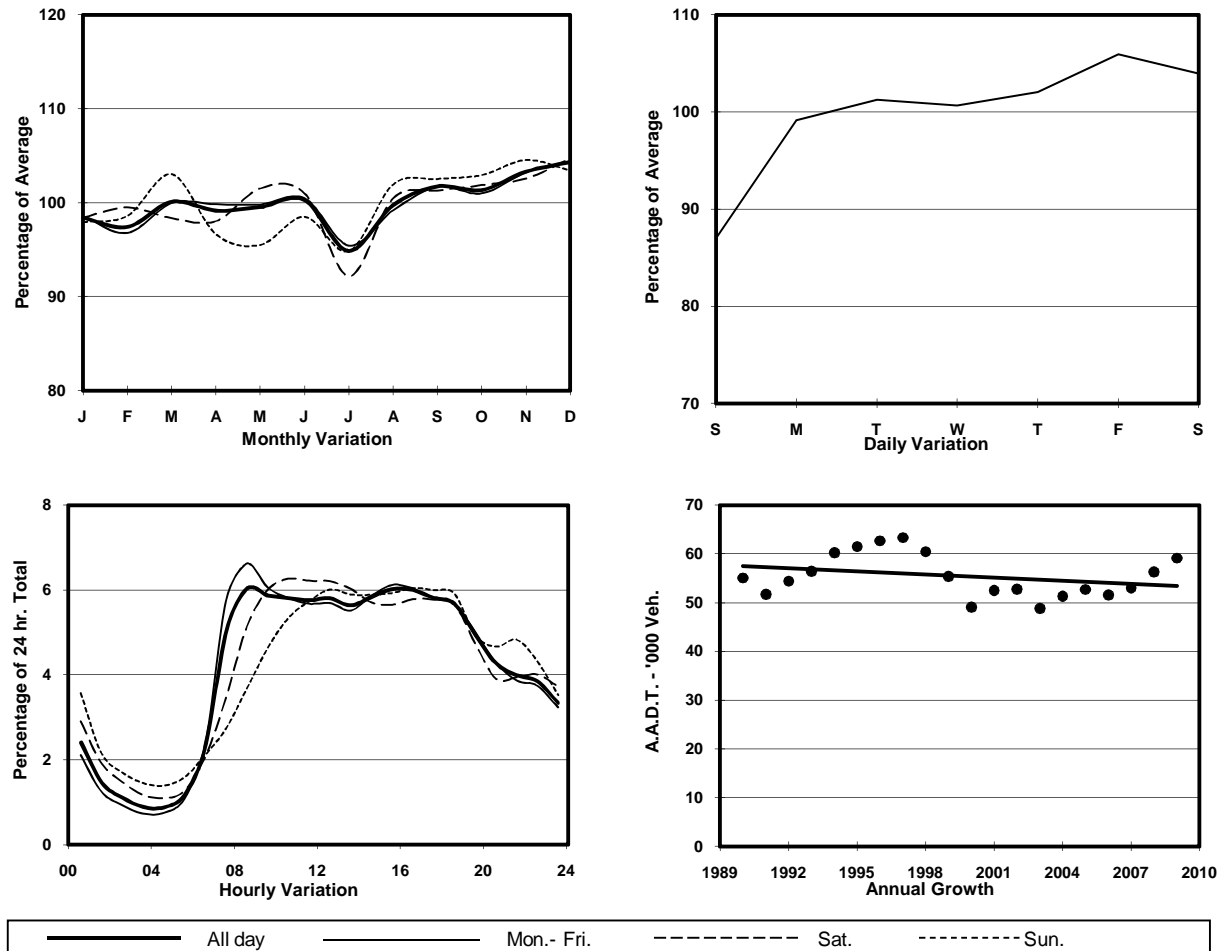 120
110
100
90
80
Percentage of Average
J F M A M J J A S O N D
Monthly Variation
110
100
90
80
70
Percentage of Average
S M T W T F S
Daily Variation
8
6
4
2
0
Percentage of 24 hr. Total
00 04 08 12 16 20 24
Hourly Variation
70
60
50
40
30
20
10
0
A.A.D.T. - '000 Veh.
1989 1992 1995 1998 2001 2004 2007 2010
Annual Growth
All day Mon.- Fri. Sat. Sun.